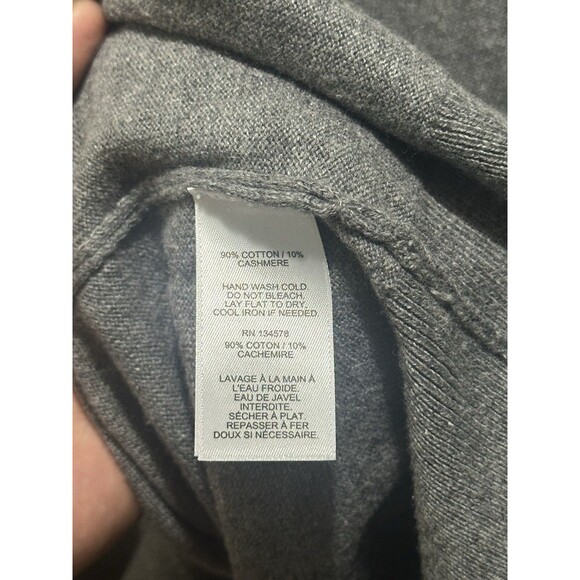 90% COTTON / 10%
CASHMERE
HAND WASH COLD.
DO NOT BLEACH.
LAY FLAT TO DRY.
COOL IRON IF NEEDED.
RN 134578
90% COTON / 10%
CACHEMIRE
LAVAGE À LA MAIN À
L'EAU FROIDE.
EAU DE JAVEL
INTERDITE.
SÉCHER À PLAT.
REPASSER À FER
DOUX SI NÉCESSAIRE.